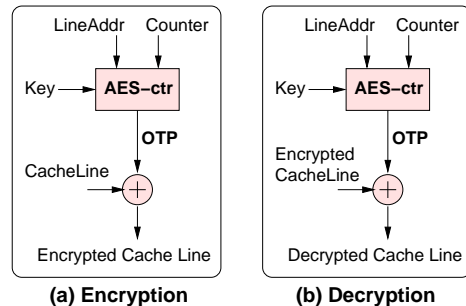 LineAddr Counter
Key
AES-ctr
OTP
CacheLine
Encrypted Cache Line
(a) Encryption
LineAddr Counter
Key
AES-ctr
OTP
Encrypted
CacheLine
Decrypted Cache Line
(b) Decryption